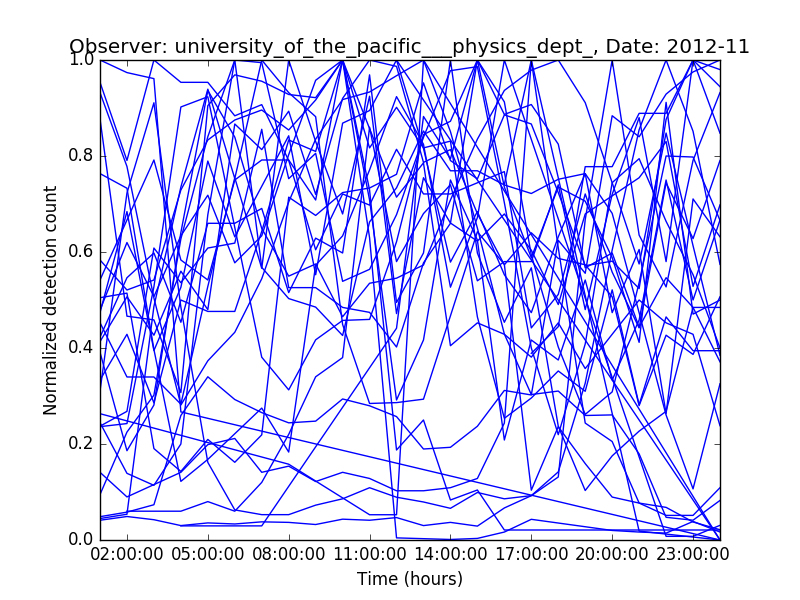 Observer: university_of_the_pacific___physics_dept_, Date: 2012-11
1.0
0.8
0.6
0.4
0.2
0.0
Normalized detection count
02:00:00 05:00:00 08:00:00 11:00:00 14:00:00 17:00:00 20:00:00 23:00:00
Time (hours)